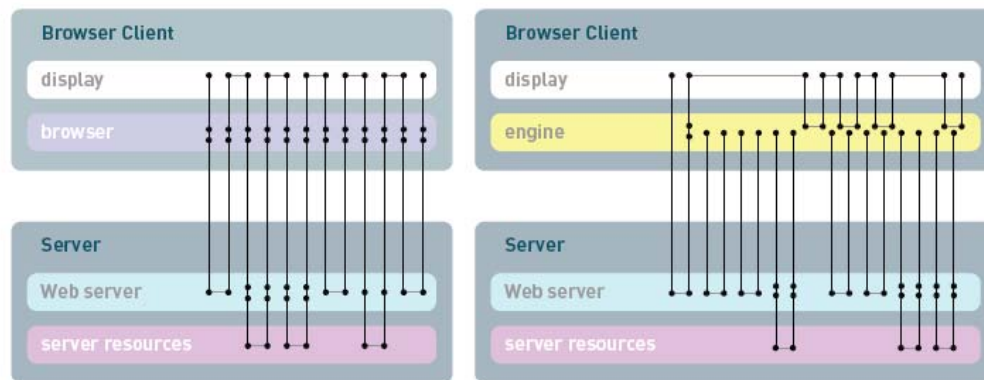 Browser Client
display
browser
Server
Web server
server resources
Browser Client
display
engine
Server
Web server
server resources